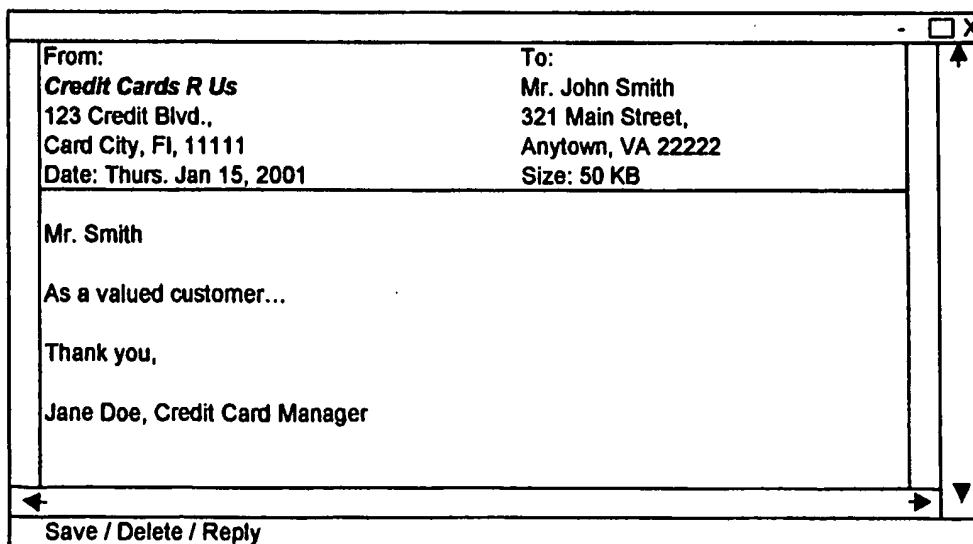 - □ X
From: To:
Credit Cards R Us Mr. John Smith
123 Credit Blvd., 321 Main Street,
Card City, Fl, 11111 Anytown, VA 22222
Date: Thurs. Jan 15, 2001 Size: 50 KB
Mr. Smith
As a valued customer...
Thank you,
Jane Doe, Credit Card Manager
Save / Delete / Reply